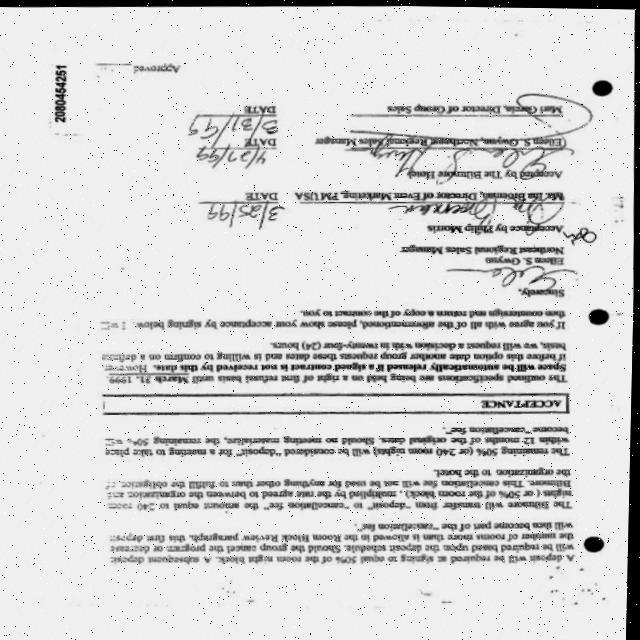 A deposit will be required at signing to equal 50% of the room night block. A subsequent deposit
will be required based upon the deposit schedule. Should the group cancel the program or decrease
the number of rooms more than is allowed in the Room Block Review paragraph, this first deposit
will then become part of the "cancellation fee".
The Biltmore will transfer from "deposit" to "cancellation fee" the amount equal to 240 room
nights ( or 50% of the room block) , multiplied by the rate agreed to between the organization and
Biltmore. This cancellation fee will not be used for anything other than to fulfill the obligation of
the organization to the hotel.
The remaining 50% (or 240 room nights) will be considered "deposit" for a meeting to take place
within 12 months of the original dates. Should no meeting materialize, the remaining 50% will
become "cancellation fee".
ACCEPTANCE
The outlined specifications are being held on a right of first refusal basis until March 31, 1999.
Space will be automatically released if a signed contract is not received by this date. However,
if before this option date another group requests these dates and is willing to confirm on a definite
basis, we will request a decision with in twenty-four (24) hours.
If you agree with all of the aforementioned, please show your acceptance by signing below. I will
then countersign and return a copy of the contract to you.
Sincerely,
Eileen S. Gwynn
Northeast Regional Sales Manager
Acceptance by Philip Morris
3/25/99
Ms. Ina Broeman, Director of Event Marketing, PM USA DATE
Accepted by The Biltmore Hotel
4/27/99
Eileen S. Gwynn, Northeast Regional Sales Manager DATE
3/31/99
Mari Garcia, Director of Group Sales DATE
Approved
2080454251